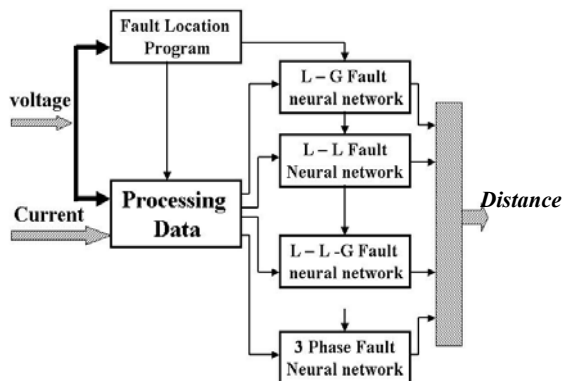 Fault Location
Program
voltage
Current
Processing
Data
L – G Fault
neural network
L – L Fault
Neural network
L – L -G Fault
neural network
3 Phase Fault
Neural network
Distance